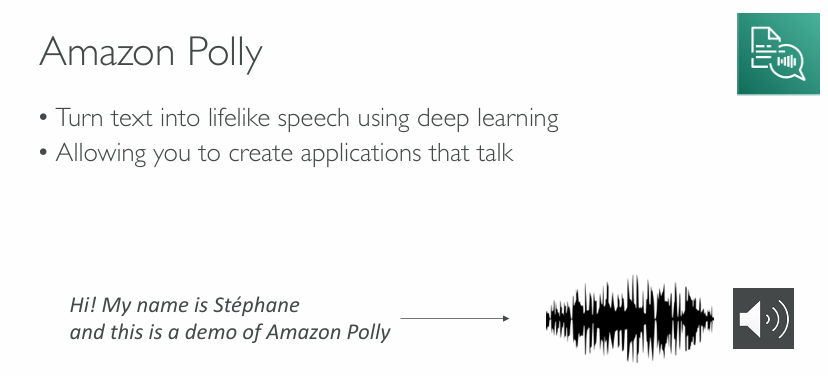 Amazon Polly
• Turn text into lifelike speech using deep learning
• Allowing you to create applications that talk
Hi! My name is Stéphane
and this is a demo of Amazon Polly